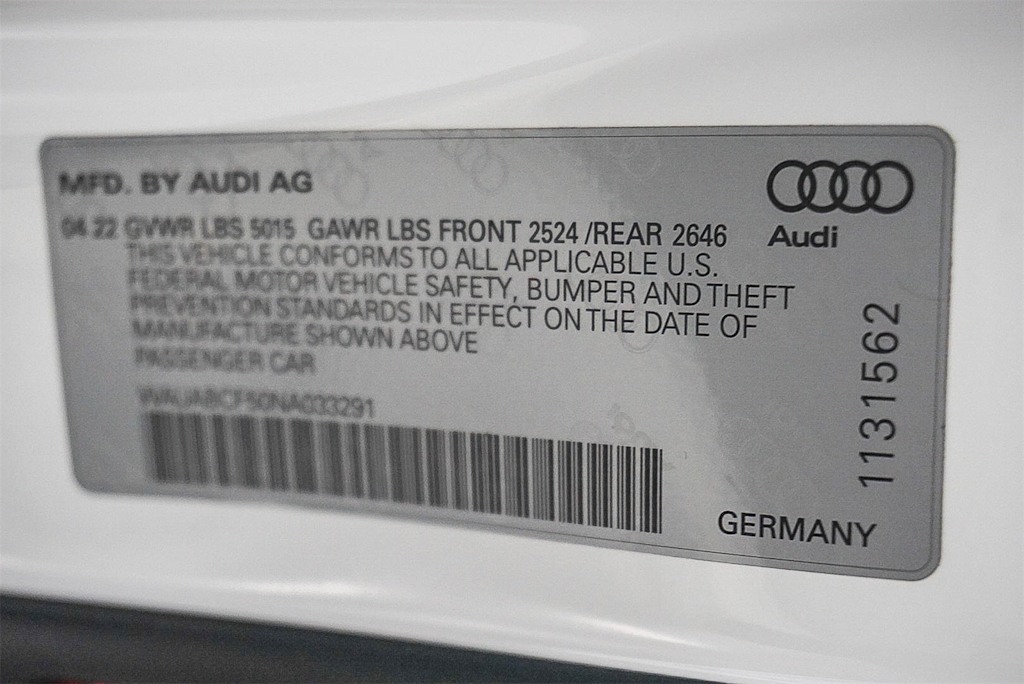 MFD. BY AUDI AG
04 22 GVWR LBS 5015 GAWR LBS FRONT 2524 /REAR 2646
THIS VEHICLE CONFORMS TO ALL APPLICABLE U.S.
FEDERAL MOTOR VEHICLE SAFETY, BUMPER AND THEFT
PREVENTION STANDARDS IN EFFECT ON THE DATE OF
MANUFACTURE SHOWN ABOVE
PASSENGER CAR
WAUABCF50NA033291
Audi
1131562
GERMANY